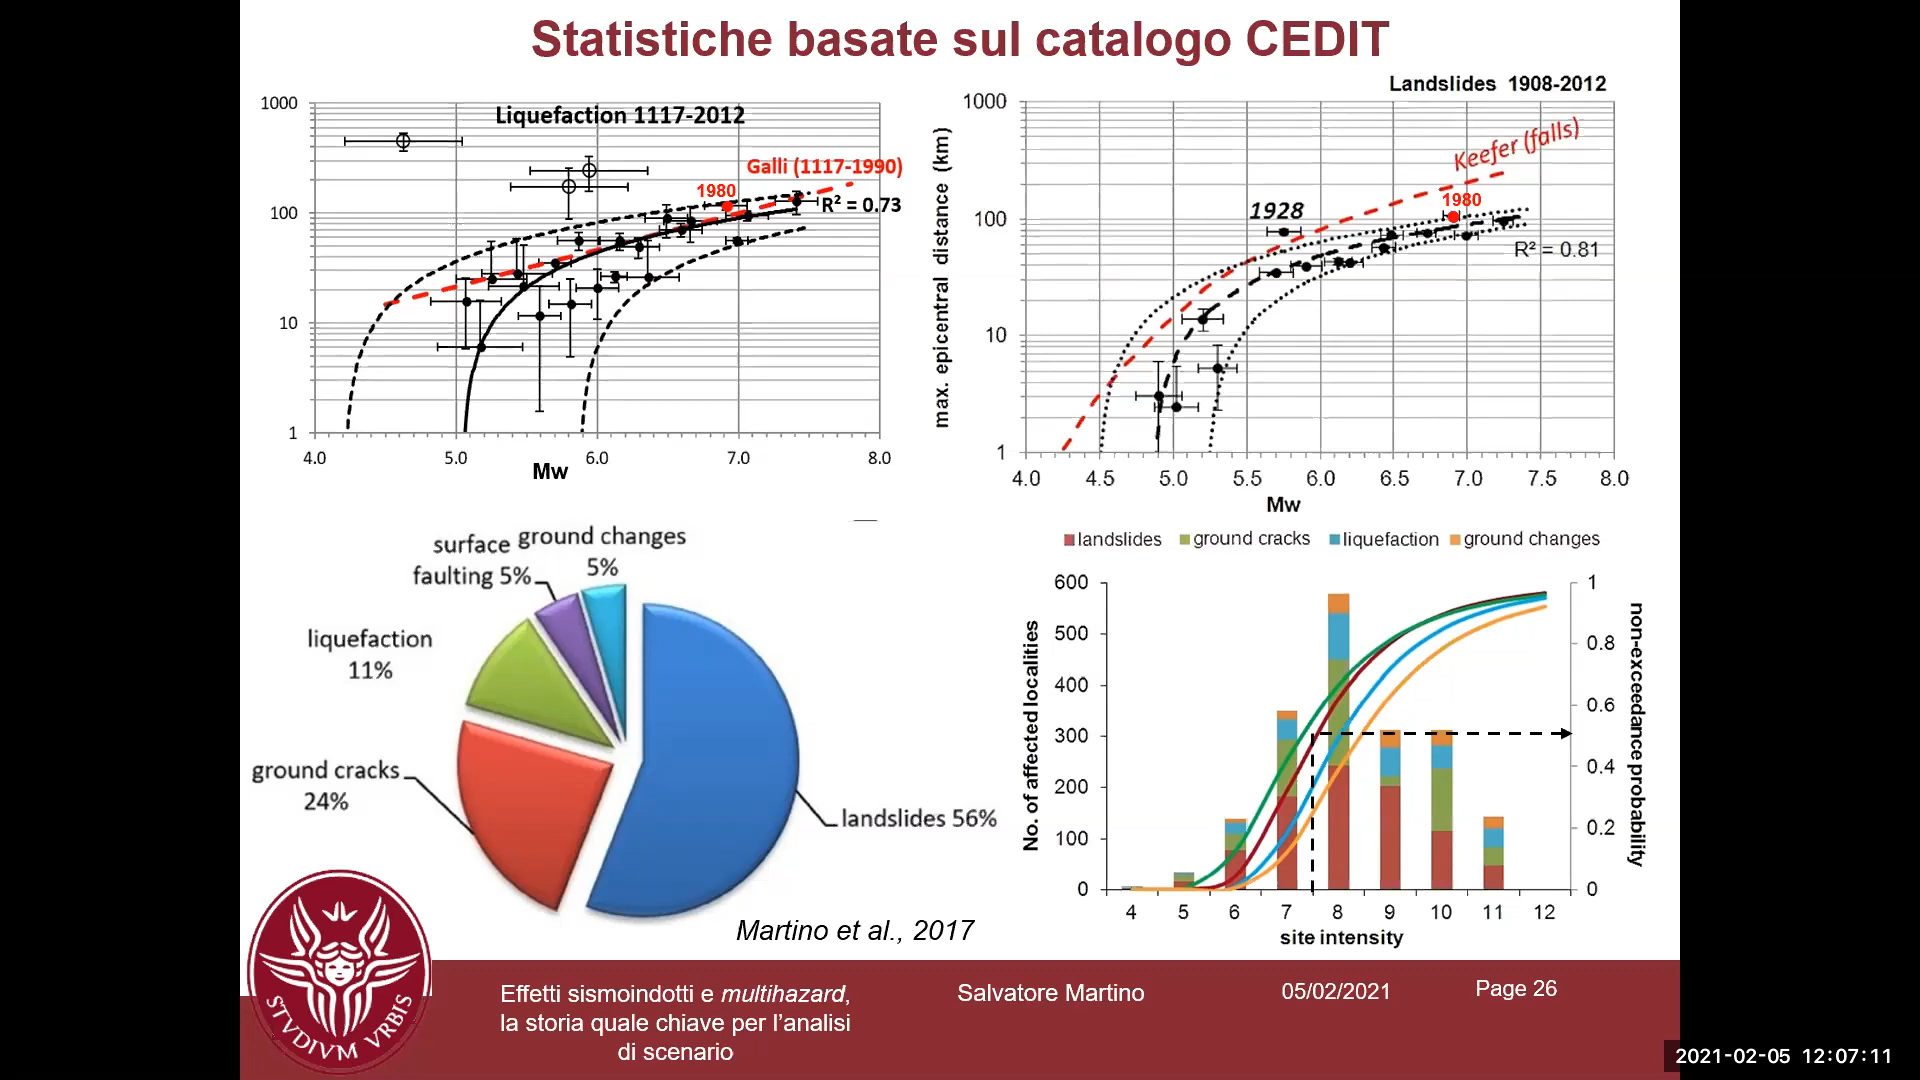 Statistiche basate sul catalogo CEDIT
Liquefaction 1117-2012
1000
100
10
1
4.0 5.0 6.0 7.0 8.0
Mw
Galli (1117-1990)
1980
R² = 0.73
Landslides 1908-2012
max. epicentral distance (km)
1000
100
10
1
4.0 4.5 5.0 5.5 6.0 6.5 7.0 7.5 8.0
Mw
Keefer (falls)
1928
1980
R² = 0.81
surface
faulting 5%
ground changes
5%
liquefaction
11%
ground cracks
24%
landslides 56%
Martino et al., 2017
landslides ground cracks liquefaction ground changes
No. of affected localities
600
500
400
300
200
100
0
4 5 6 7 8 9 10 11 12
site intensity
1
0.8
0.6
0.4
0.2
0
non-exceedance probability
STVDIVM VRBIS
Effetti sismoindotti e multihazard,
la storia quale chiave per l'analisi
di scenario
Salvatore Martino
05/02/2021
Page 26
2021-02-05 12:07:11